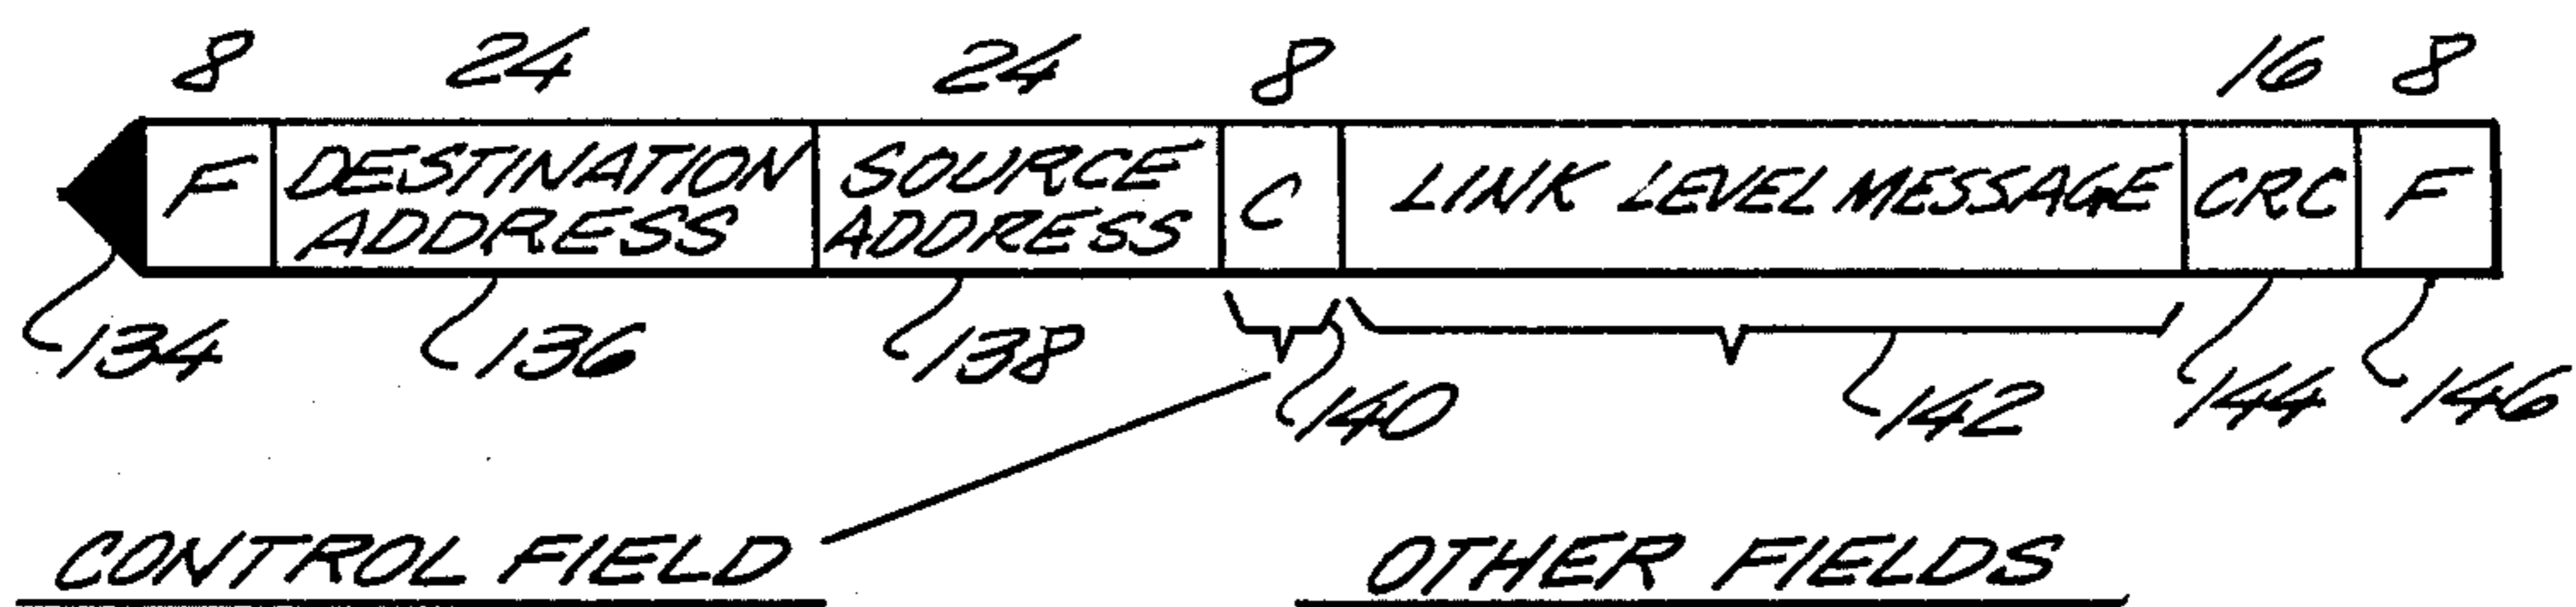 8 24 24 8 16 8
F DESTINATION ADDRESS SOURCE ADDRESS C LINK LEVEL MESSAGE CRC F
134 136 138 140 142 144 146
CONTROL FIELD OTHER FIELDS